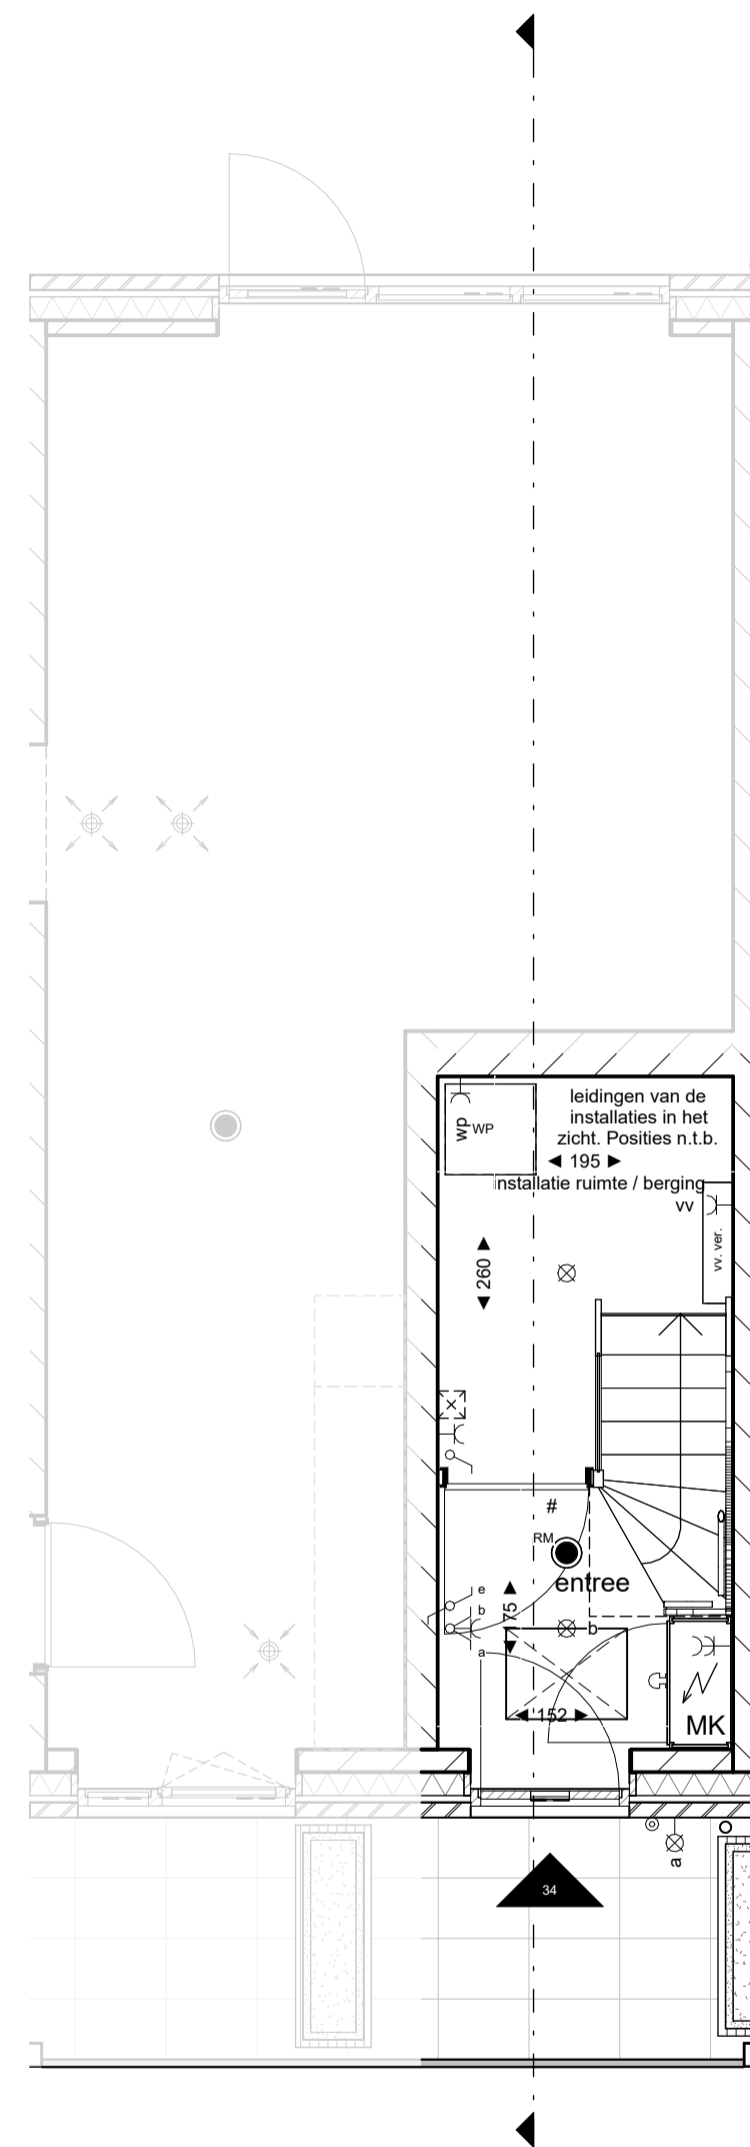 leidingen van de
installaties in het
zicht. Posities n.t.b.
wp
WP
195
installatie ruimte / berging
vv
vv. ver.
260
#
RM
entree
e
b
75
b
a
152
MK
a
34